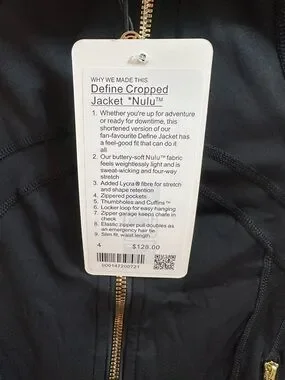 WHY WE MADE THIS
Define Cropped
Jacket *Nulu™
1. Whether you're up for adventure
or ready for downtime, this
shortened version of our
fan-favourite Define Jacket has
a feel-good fit that can do it
all
2. Our buttery-soft Nulu™ fabric
feels weightlessly light and is
sweat-wicking and four-way
stretch
3. Added Lycra® fibre for stretch
and shape retention
4. Zippered pockets
5. Thumbholes and Cuffins™
6. Locker loop for easy hanging
7. Zipper garage keeps chafe in
check
8. Elastic zipper pull doubles as
an emergency hair tie
9. Slim fit, waist length
4 $128.00
000147200721